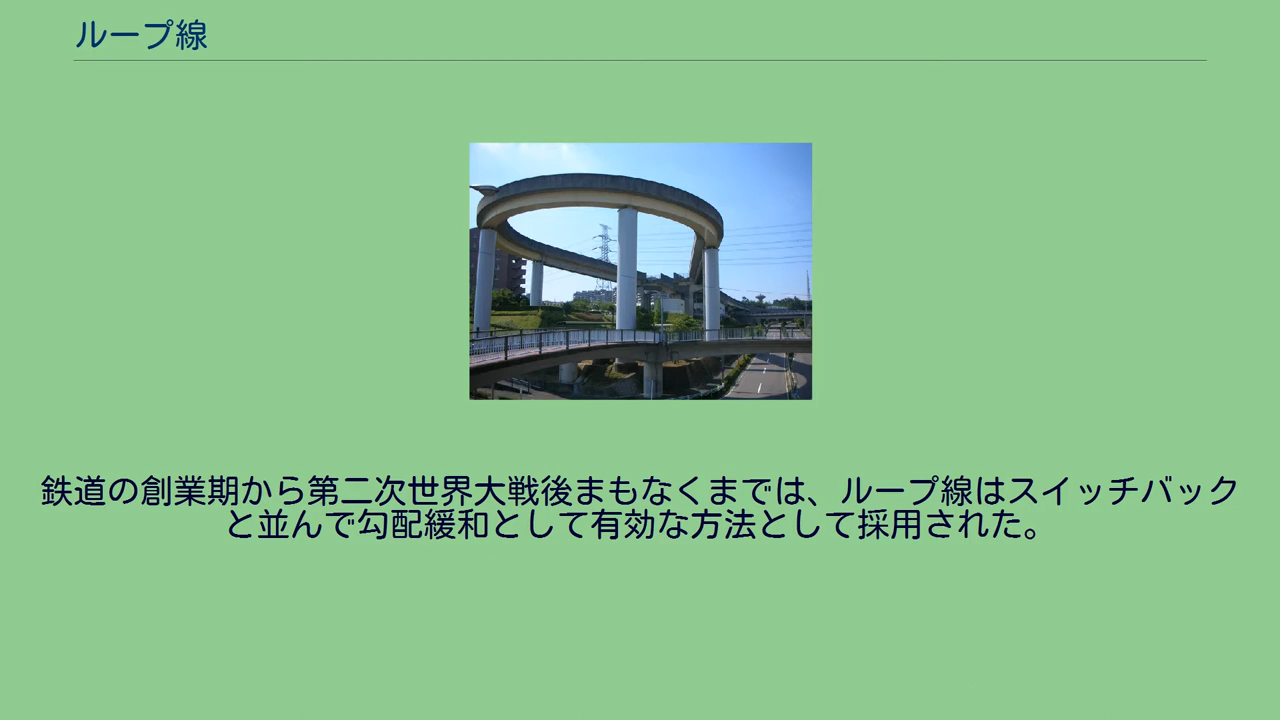 ループ線
鉄道の創業期から第二次世界大戦後まもなくまでは、ループ線はスイッチバック
と並んで勾配緩和として有効な方法として採用された。